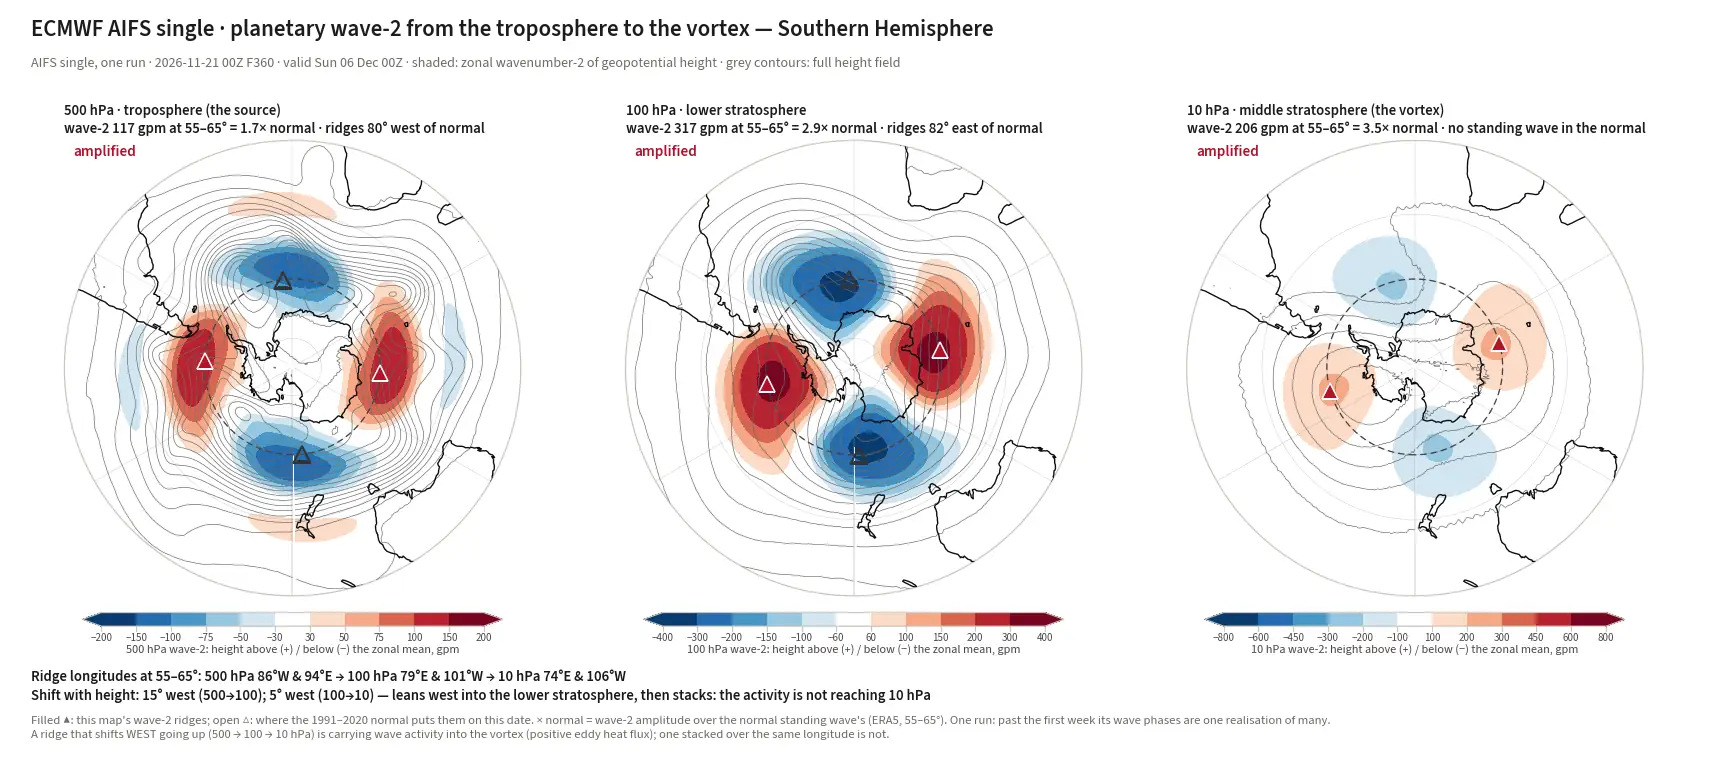 ECMWF AIFS single · planetary wave-2 from the troposphere to the vortex — Southern Hemisphere
AIFS single, one run · 2026-11-21 00Z F360 · valid Sun 06 Dec 00Z · shaded: zonal wavenumber-2 of geopotential height · grey contours: full height field
500 hPa · troposphere (the source)
wave-2 117 gpm at 55–65° = 1.7× normal · ridges 80° west of normal
amplified
100 hPa · lower stratosphere
wave-2 317 gpm at 55–65° = 2.9× normal · ridges 82° east of normal
amplified
10 hPa · middle stratosphere (the vortex)
wave-2 206 gpm at 55–65° = 3.5× normal · no standing wave in the normal
amplified
−200 −150 −100 −75 −50 −30 30 50 75 100 150 200
500 hPa wave-2: height above (+) / below (−) the zonal mean, gpm
−400 −300 −200 −150 −100 −60 60 100 150 200 300 400
100 hPa wave-2: height above (+) / below (−) the zonal mean, gpm
−800 −600 −450 −300 −200 −100 100 200 300 450 600 800
10 hPa wave-2: height above (+) / below (−) the zonal mean, gpm
Ridge longitudes at 55–65°: 500 hPa 86°W & 94°E → 100 hPa 79°E & 101°W → 10 hPa 74°E & 106°W
Shift with height: 15° west (500→100); 5° west (100→10) — leans west into the lower stratosphere, then stacks: the activity is not reaching 10 hPa
Filled ▲: this map's wave-2 ridges; open △: where the 1991–2020 normal puts them on this date. × normal = wave-2 amplitude over the normal standing wave's (ERA5, 55–65°). One run: past the first week its wave phases are one realisation of many.
A ridge that shifts WEST going up (500 → 100 → 10 hPa) is carrying wave activity into the vortex (positive eddy heat flux); one stacked over the same longitude is not.